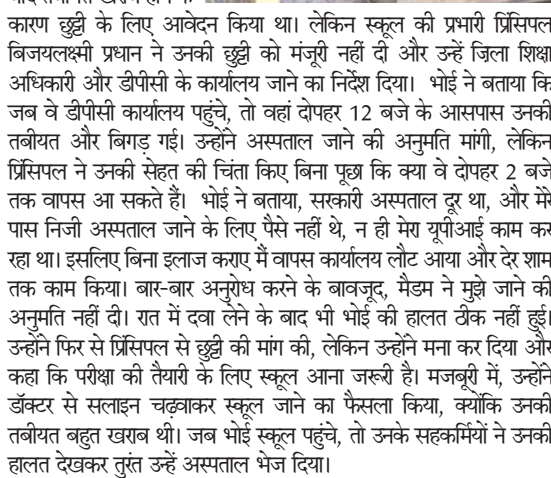 कारण छुट्टी के लिए आवेदन किया था। लेकिन स्कूल की प्रभारी प्रिंसिपल
बिजयलक्ष्मी प्रधान ने उनकी छुट्टी को मंजूरी नहीं दी और उन्हें जिला शिक्षा
अधिकारी और डीपीसी के कार्यालय जाने का निर्देश दिया। भोई ने बताया कि
जब वे डीपीसी कार्यालय पहुंचे, तो वहां दोपहर 12 बजे के आसपास उनकी
तबीयत और बिगड़ गई। उन्होंने अस्पताल जाने की अनुमति मांगी, लेकिन
प्रिंसिपल ने उनकी सेहत की चिंता किए बिना पूछा कि क्या वे दोपहर 2 बजे
तक वापस आ सकते हैं। भोई ने बताया, सरकारी अस्पताल दूर था, और मेरे
पास निजी अस्पताल जाने के लिए पैसे नहीं थे, न ही मेरा यूपीआई काम कर
रहा था। इसलिए बिना इलाज कराए मैं वापस कार्यालय लौट आया और देर शाम
तक काम किया। बार-बार अनुरोध करने के बावजूद, मैडम ने मुझे जाने की
अनुमति नहीं दी। रात में दवा लेने के बाद भी भोई की हालत ठीक नहीं हुई।
उन्होंने फिर से प्रिंसिपल से छुट्टी की मांग की, लेकिन उन्होंने मना कर दिया और
कहा कि परीक्षा की तैयारी के लिए स्कूल आना जरूरी है। मजबूरी में, उन्होंने
डॉक्टर से सलाइन चढ़वाकर स्कूल जाने का फैसला किया, क्योंकि उनकी
तबीयत बहुत खराब थी। जब भोई स्कूल पहुंचे, तो उनके सहकर्मियों ने उनकी
हालत देखकर तुरंत उन्हें अस्पताल भेज दिया।